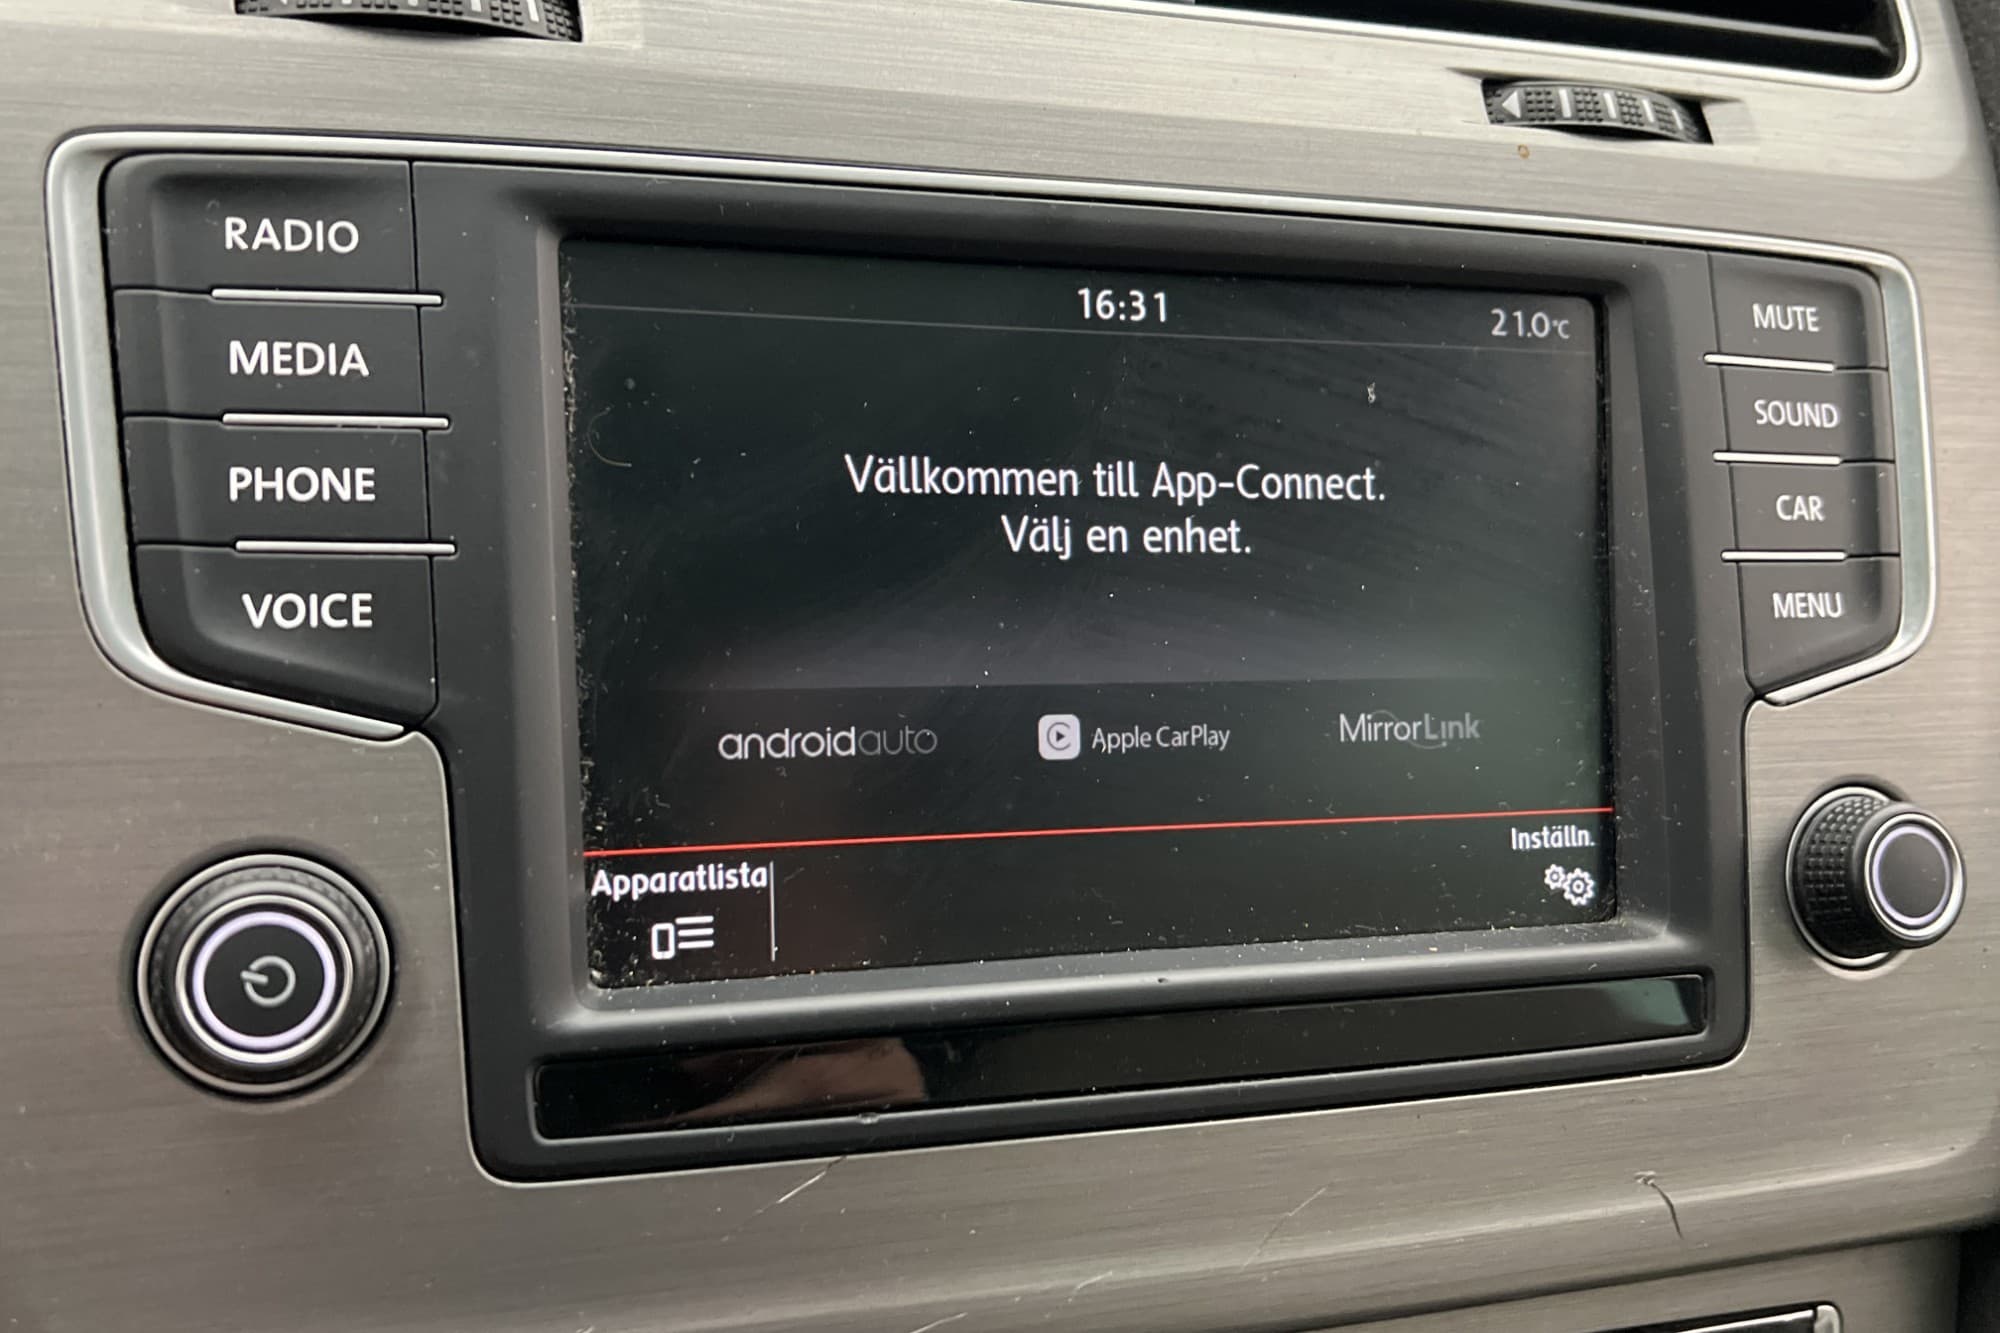 RADIO
MEDIA
PHONE
VOICE
16:31
21.0°C
Vällkommen till App-Connect.
Välj en enhet.
androidauto
Apple CarPlay
MirrorLink
Apparatlista
Inställn.
MUTE
SOUND
CAR
MENU